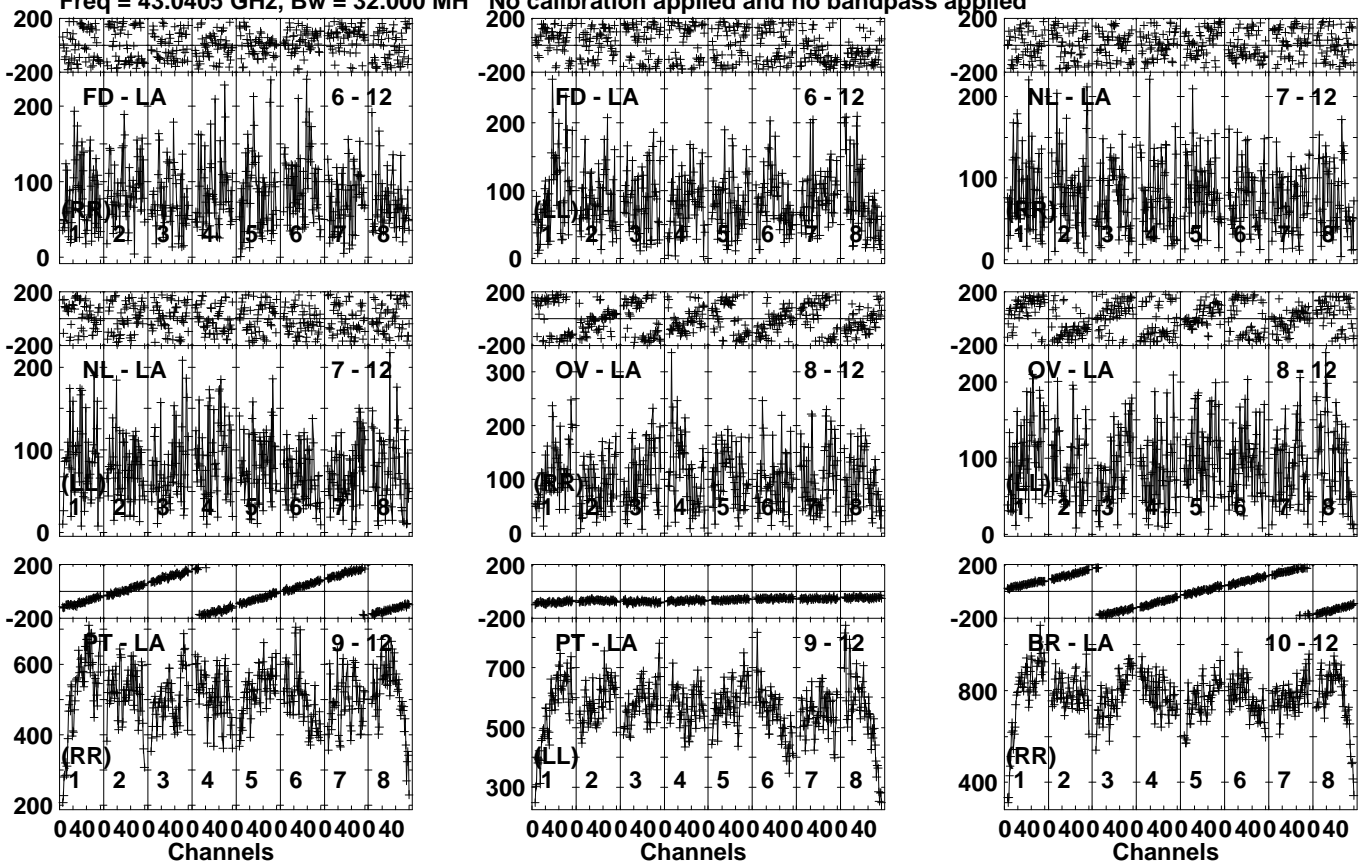 Freq = 43.0405 GHz, Bw = 32.000 MH No calibration applied and no bandpass applied
200 200 200
-200 -200 -200
FD - LA 6 - 12 FD - LA 6 - 12 NL - LA 7 - 12
200 200 200
100 100 100
(RR) (LL) (RR)
1 2 3 4 5 6 7 8 1 2 3 4 5 6 7 8 1 2 3 4 5 6 7 8
0 0 0
200 200 200
-200 -200 -200
NL - LA 7 - 12 OV - LA 8 - 12 OV - LA 8 - 12
200 300 200
100 200 100
100
(LL) (RR) (LL)
1 2 3 4 5 6 7 8 1 2 3 4 5 6 7 8 1 2 3 4 5 6 7 8
0 0 0
200 200 200
-200 -200 -200
PT - LA 9 - 12 PT - LA 9 - 12 BR - LA 10 - 12
600 700 800
400 500
(RR) (LL) (RR)
1 2 3 4 5 6 7 8 1 2 3 4 5 6 7 8 1 2 3 4 5 6 7 8
200 300 400
0 40 0 40 0 40 0 40 0 40 0 40 0 40 0 40 0 40 0 40 0 40 0 40 0 40 0 40 0 40 0 40 0 40 0 40 0 40 0 40 0 40 0 40 0 40 0 40
Channels Channels Channels